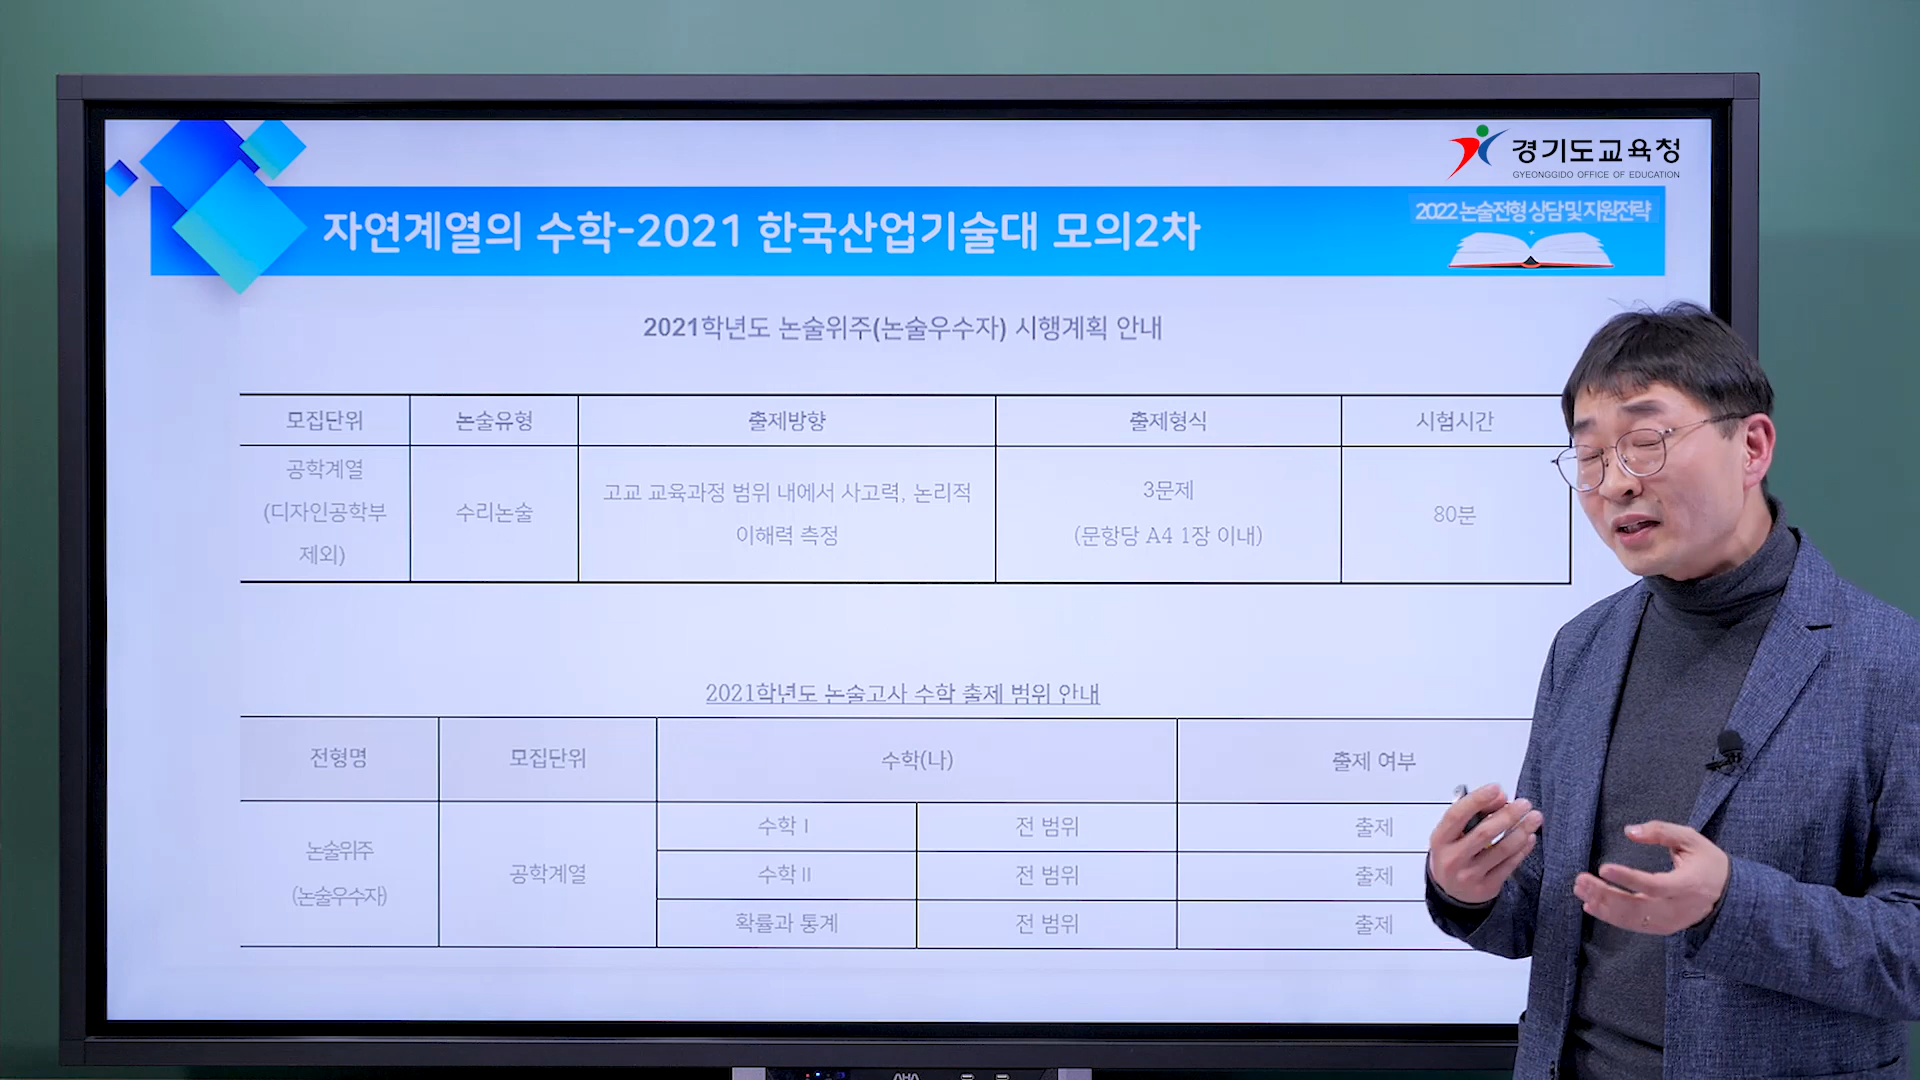 경기도교육청
GYEONGGIDO OFFICE OF EDUCATION
2022 논술전형 상담 및 지원전략
자연계열의 수학-2021 한국산업기술대 모의2차
2021학년도 논술위주(논술우수자) 시행계획 안내
모집단위 논술유형 출제방향 출제형식 시험시간
공학계열
(디자인공학부
제외)
수리논술
고교 교육과정 범위 내에서 사고력, 논리적
이해력 측정
3문제
(문항당 A4 1장 이내)
80분
2021학년도 논술고사 수학 출제 범위 안내
전형명 모집단위 수학(나) 출제 여부
논술위주
(논술우수자)
공학계열
수학 I 전 범위 출제
수학 II 전 범위 출제
확률과 통계 전 범위 출제
AHA